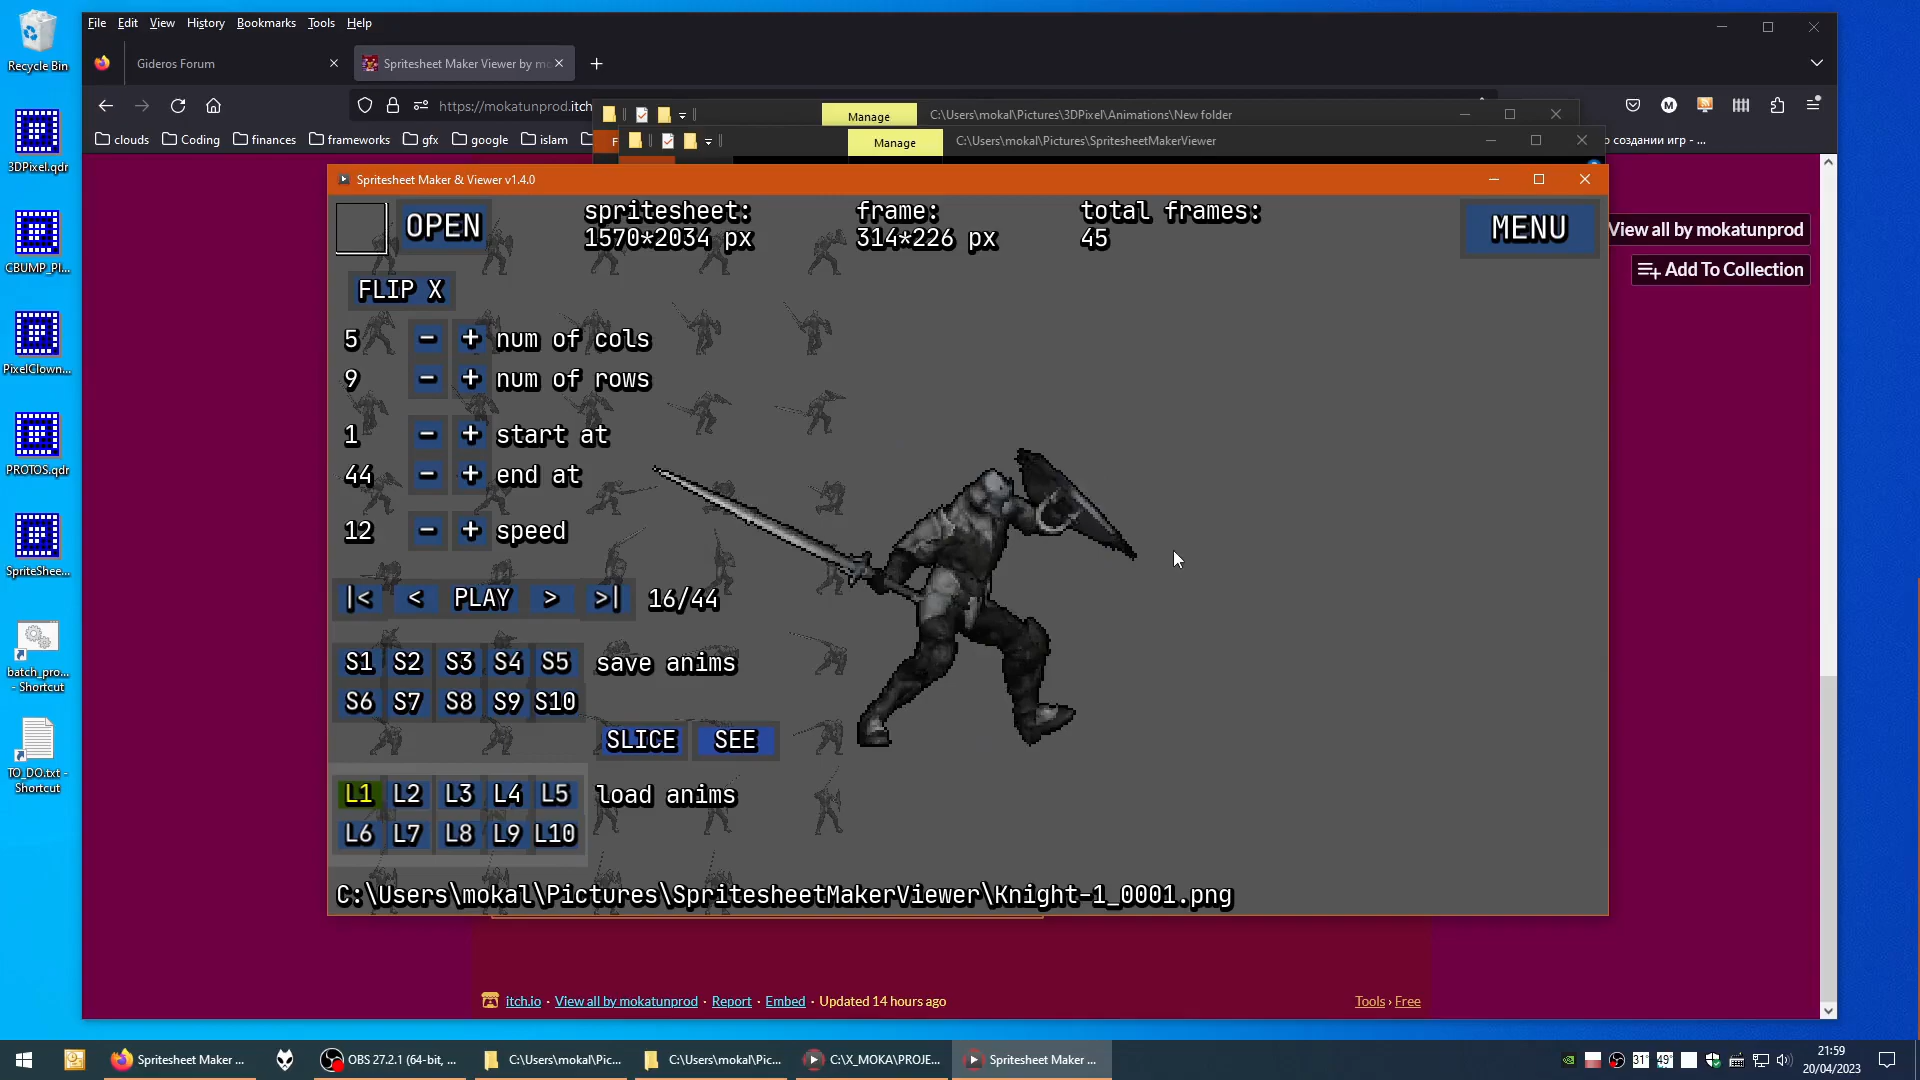 Recycle Bin
3DPixel.qdr
CBUMP_PI...
PixelClown...
PROTOS.qdr
SpriteShee...
batch_pro...
- Shortcut
TO_DO.txt -
Shortcut
File Edit View History Bookmarks Tools Help
Gideros Forum
Spritesheet Maker Viewer by mo
https://mokatunprod.itch
clouds Coding finances frameworks gfx google islam
о создании игр - ...
Manage C:\Users\mokal\Pictures\3DPixel\Animations\New folder
F Manage C:\Users\mokal\Pictures\SpritesheetMakerViewer
Spritesheet Maker & Viewer v1.4.0
OPEN
spritesheet: frame: total frames:
1570*2034 px 314*226 px 45
MENU
FLIP X
5 - + num of cols
9 - + num of rows
1 - + start at
44 - + end at
12 - + speed
|< < PLAY > >| 16/44
S1 S2 S3 S4 S5 save anims
S6 S7 S8 S9 S10
SLICE SEE
L1 L2 L3 L4 L5 load anims
L6 L7 L8 L9 L10
C:\Users\mokal\Pictures\SpritesheetMakerViewer\Knight-1_0001.png
View all by mokatunprod
Add To Collection
itch.io · View all by mokatunprod · Report · Embed · Updated 14 hours ago
Tools › Free
Spritesheet Maker ...
OBS 27.2.1 (64-bit, ...
C:\Users\mokal\Pic...
C:\Users\mokal\Pic...
C:\X_MOKA\PROJE...
Spritesheet Maker ...
31° 49°
21:59
20/04/2023